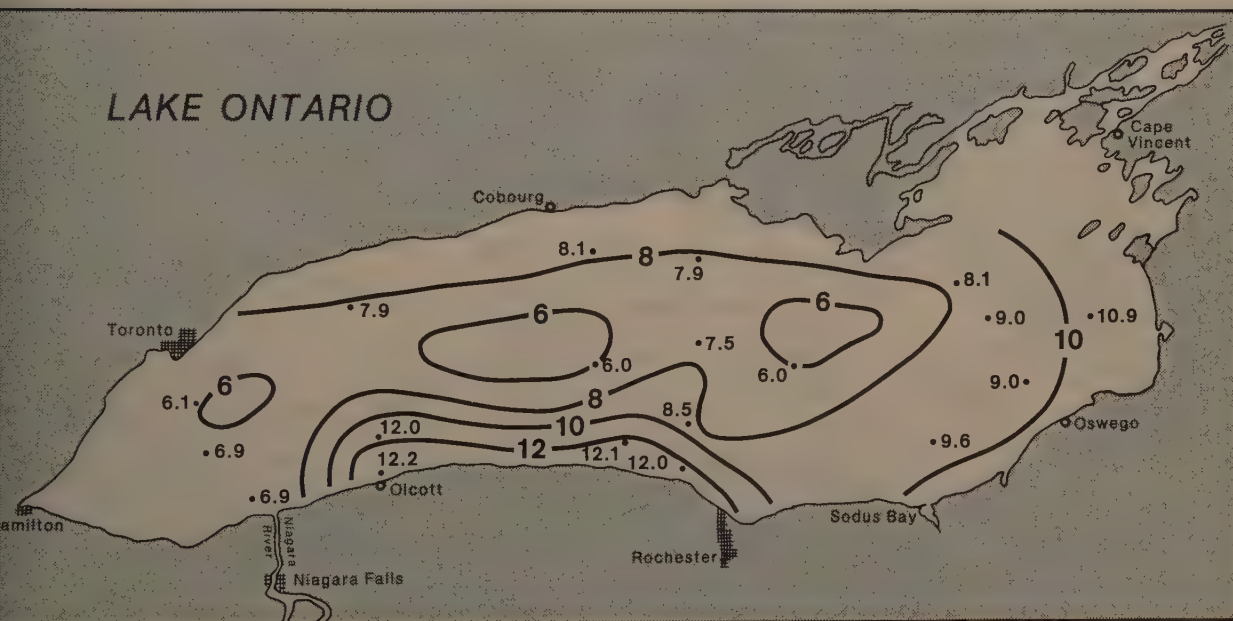 LAKE ONTARIO
Cape
Vincent
Cobourg
8.1
8
7.9
8.1
7.9
6
6
9.0
10.9
Toronto
10
7.5
6.0
6.0
6
9.0
6.1
8
8.5
10
12.0
Oswego
12
12.1
9.6
6.9
12.2
12.0
Olcott
6.9
amilton
Sodus Bay
Niagara
River
Rochester
Niagara Falls